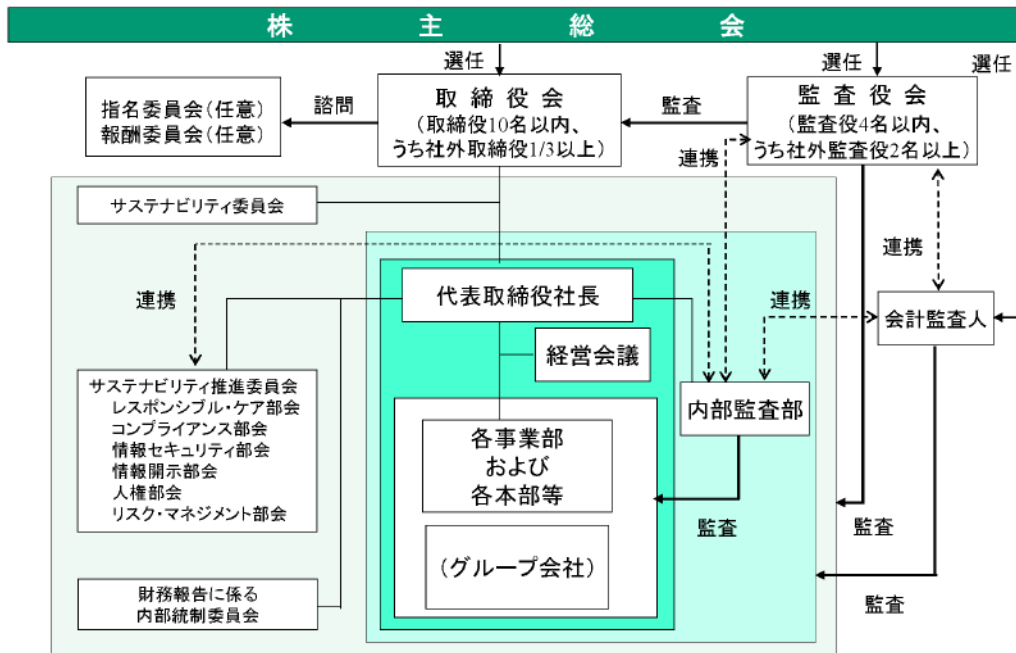 株主総会
選任
選任
選任
指名委員会(任意)
報酬委員会(任意)
諮問
取締役会
(取締役10名以内、
うち社外取締役1/3以上)
監査
監査役会
(監査役4名以内、
うち社外監査役2名以上)
連携
連携
サステナビリティ委員会
連携
代表取締役社長
連携
会計監査人
経営会議
サステナビリティ推進委員会
レスポンシブル・ケア部会
コンプライアンス部会
情報セキュリティ部会
情報開示部会
人権部会
リスク・マネジメント部会
内部監査部
各事業部
および
各本部等
監査
監査
(グループ会社)
監査
財務報告に係る
内部統制委員会